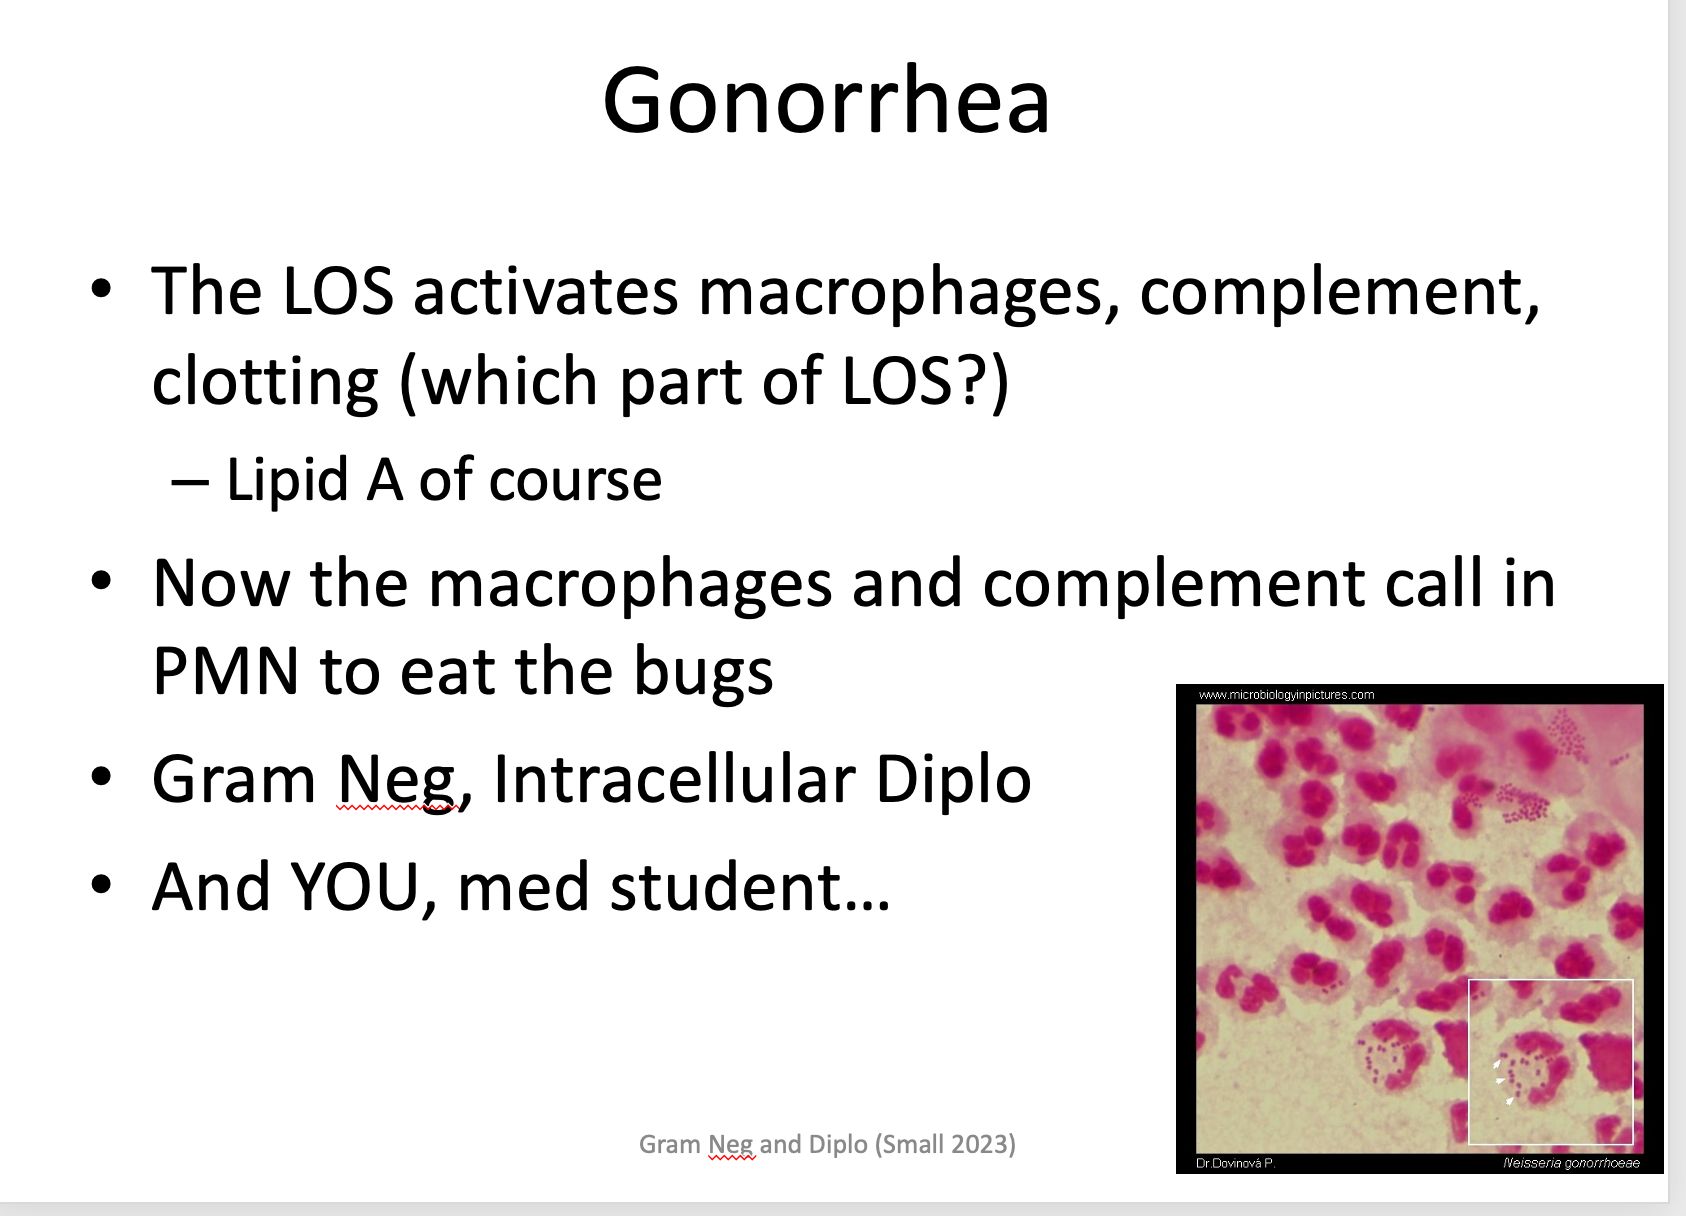 Gonorrhea
• The LOS activates macrophages, complement,
clotting (which part of LOS?)
– Lipid A of course
• Now the macrophages and complement call in
PMN to eat the bugs
• Gram Neg, Intracellular Diplo
• And YOU, med student...
www.microbiologyinpictures.com
Dr.Dovinová P.
Neisseria gonorrhoeae
Gram Neg and Diplo (Small 2023)